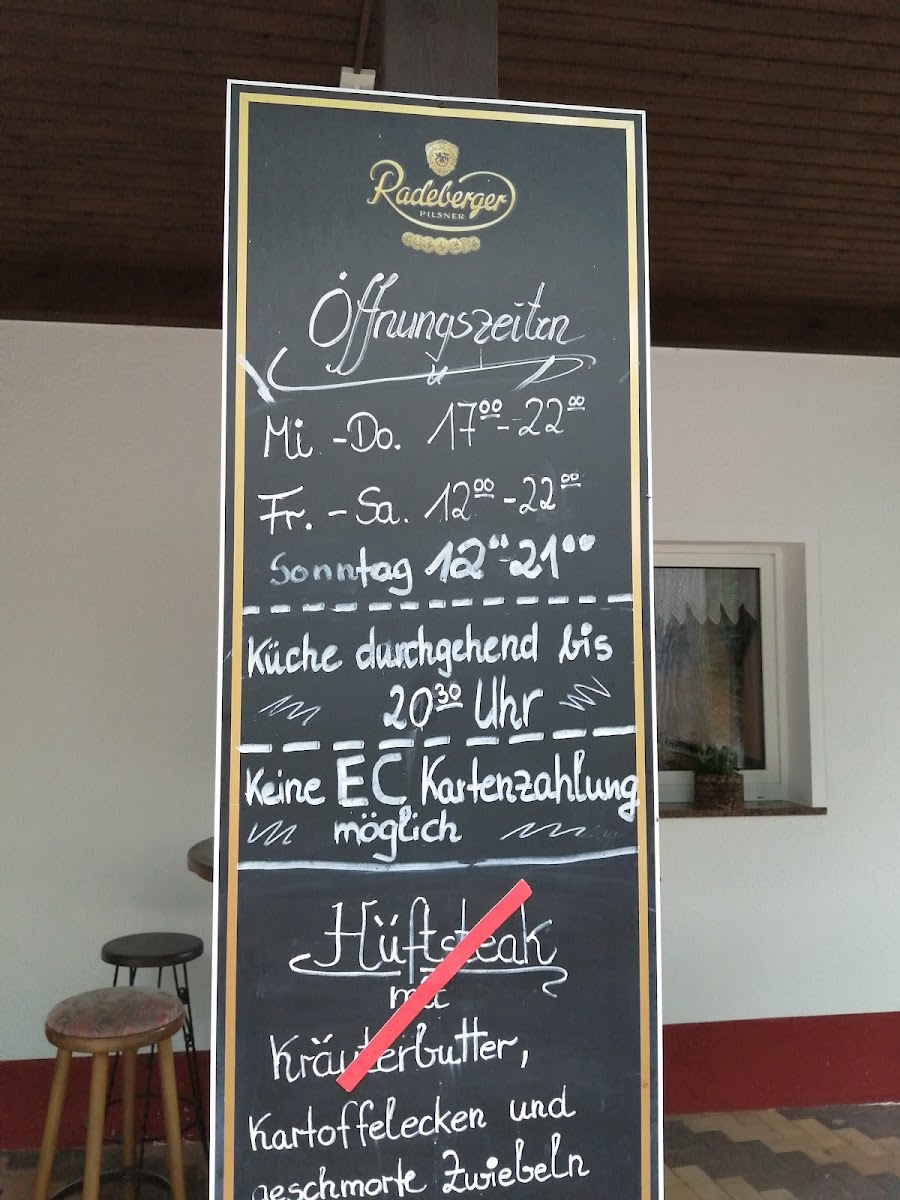 Radeberger
PILSNER
Öffnungszeiten
Mi - Do. 17⁰⁰ - 22⁰⁰
Fr. - Sa. 12⁰⁰ - 22⁰⁰
Sonntag 12⁰⁰ - 21⁰⁰
Küche durchgehend bis
20³⁰ Uhr
Keine EC Kartenzahlung
möglich
Hüftsteak
mit
Kräuterbutter,
Kartoffelecken und
geschmorte Zwiebeln